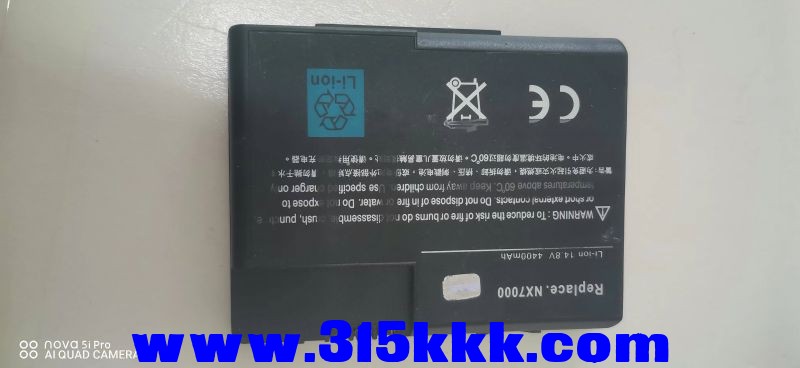 Replace. NX7000
Li-ion 14.8V 4400mAh
WARNING: To reduce the risk of fire or burns do not disassemble, crush, punch
or short external contacts. Do not dispose of in fire or water. Do not expose to
temperatures above 60°C. Keep away from children. Use specified charger only
Li-ion
nova 5i Pro
AI QUAD CAMERA
www.315kkk.com